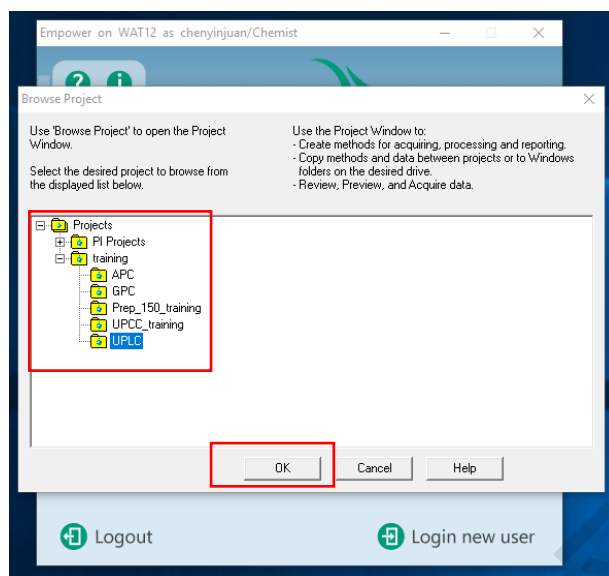 Empower on WAT12 as chenyinjuan/Chemist
Browse Project
Use 'Browse Project' to open the Project
Window.
Select the desired project to browse from
the displayed list below.
Use the Project Window to:
- Create methods for acquiring, processing and reporting.
- Copy methods and data between projects or to Windows
folders on the desired drive.
- Review, Preview, and Acquire data.
Projects
PI Projects
training
APC
GPC
Prep_150_training
UPCC_training
UPLC
OK
Cancel
Help
Logout
Login new user